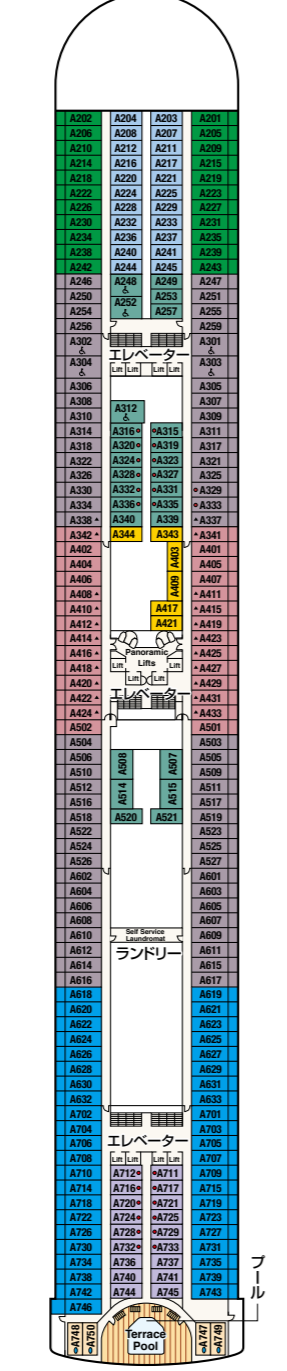 A202 A204 A203 A201
A206 A208 A207 A205
A210 A212 A211 A209
A214 A216 A217 A215
A218 A220 A221 A219
A222 A224 A225 A223
A226 A228 A229 A227
A230 A232 A233 A231
A234 A236 A237 A235
A238 A240 A241 A239
A242 A244 A245 A243
A246 A248 A249 A247
A250 A252 A253 A251
A254 A257 A255
A256 A259
A302 エレベーター A301
A304 Lift Lift Lift Lift A303
A306 A305
A308 A307
A310 A312 A309
A314 A316 A315 A311
A318 A320 A319 A317
A322 A324 A323 A321
A326 A328 A327 A325
A330 A332 A331 A329
A334 A336 A335 A333
A338 A340 A339 A337
A342 A344 A343 A341
A402 A403 A401
A404 A405
A406 A409 A407
A408 A411
A410 A417 A415
A412 A421 A419
A414 A423
A416 Panoramic A425
A418 Lift Lifts Lift A427
A420 Lift Lift A429
A422 エレベーター A431
A424 A433
A502 A501
A504 A503
A506 A508 A507 A505
A510 A509
A512 A514 A515 A511
A516 A517
A518 A520 A521 A519
A522 A523
A524 A525
A526 A527
A602 A601
A604 A603
A606 A605
A608 A607
A610 Self Service A609
Laundromat
A612 ランドリー A611
A614 A615
A616 A617
A618 A619
A620 A621
A622 A623
A624 A625
A626 A627
A628 A629
A630 A631
A632 A633
A702 A701
A704 A703
A706 エレベーター A705
A708 Lift Lift Lift Lift A707
A710 A712 A711 A709
A714 A716 A717 A715
A718 A720 A721 A719
A722 A724 A725 A723
A726 A728 A729 A727
A730 A732 A733 A731
A734 A736 A737 A735
A738 A740 A741 A739
A742 A744 A745 A743
A746
プール
A748 A750 Terrace A747 A749
Pool